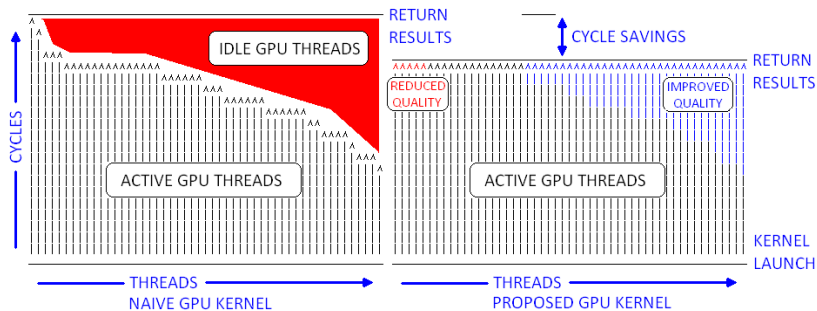 RETURN
RESULTS
IDLE GPU THREADS
CYCLE SAVINGS
RETURN
RESULTS
REDUCED
QUALITY
IMPROVED
QUALITY
CYCLES
ACTIVE GPU THREADS
ACTIVE GPU THREADS
KERNEL
LAUNCH
THREADS
NAIVE GPU KERNEL
THREADS
PROPOSED GPU KERNEL